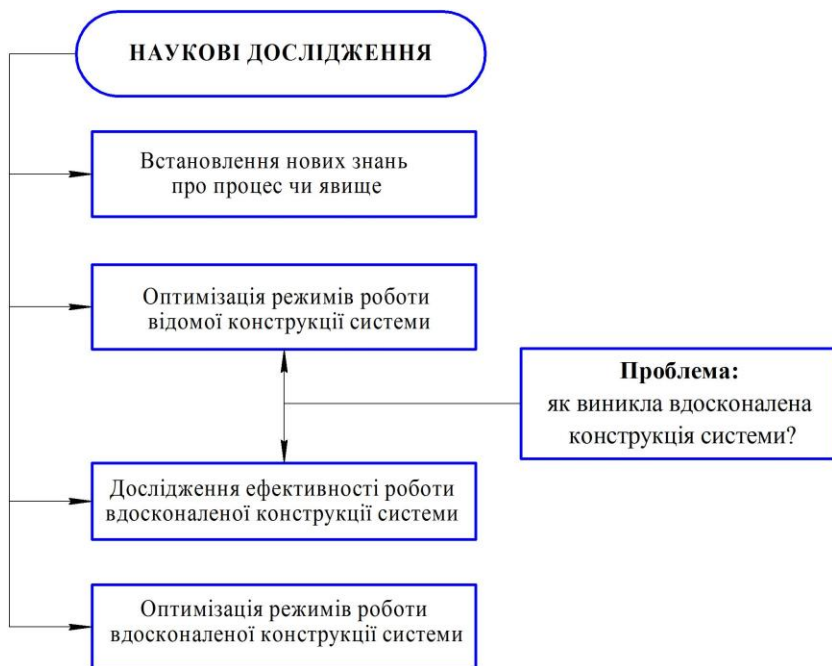 НАУКОВІ ДОСЛІДЖЕННЯ
Встановлення нових знань
про процес чи явище
Оптимізація режимів роботи
відомої конструкції системи
Проблема:
як виникла вдосконалена
конструкція системи?
Дослідження ефективності роботи
вдосконаленої конструкції системи
Оптимізація режимів роботи
вдосконаленої конструкції системи